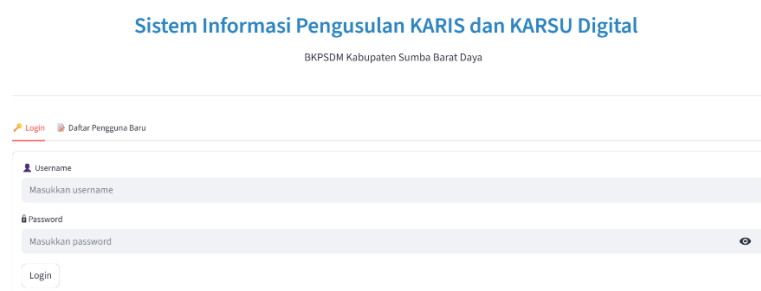 Sistem Informasi Pengusulan KARIS dan KARSU Digital
BKPSDM Kabupaten Sumba Barat Daya
Login Daftar Pengguna Baru
Username
Masukkan username
Password
Masukkan password
Login